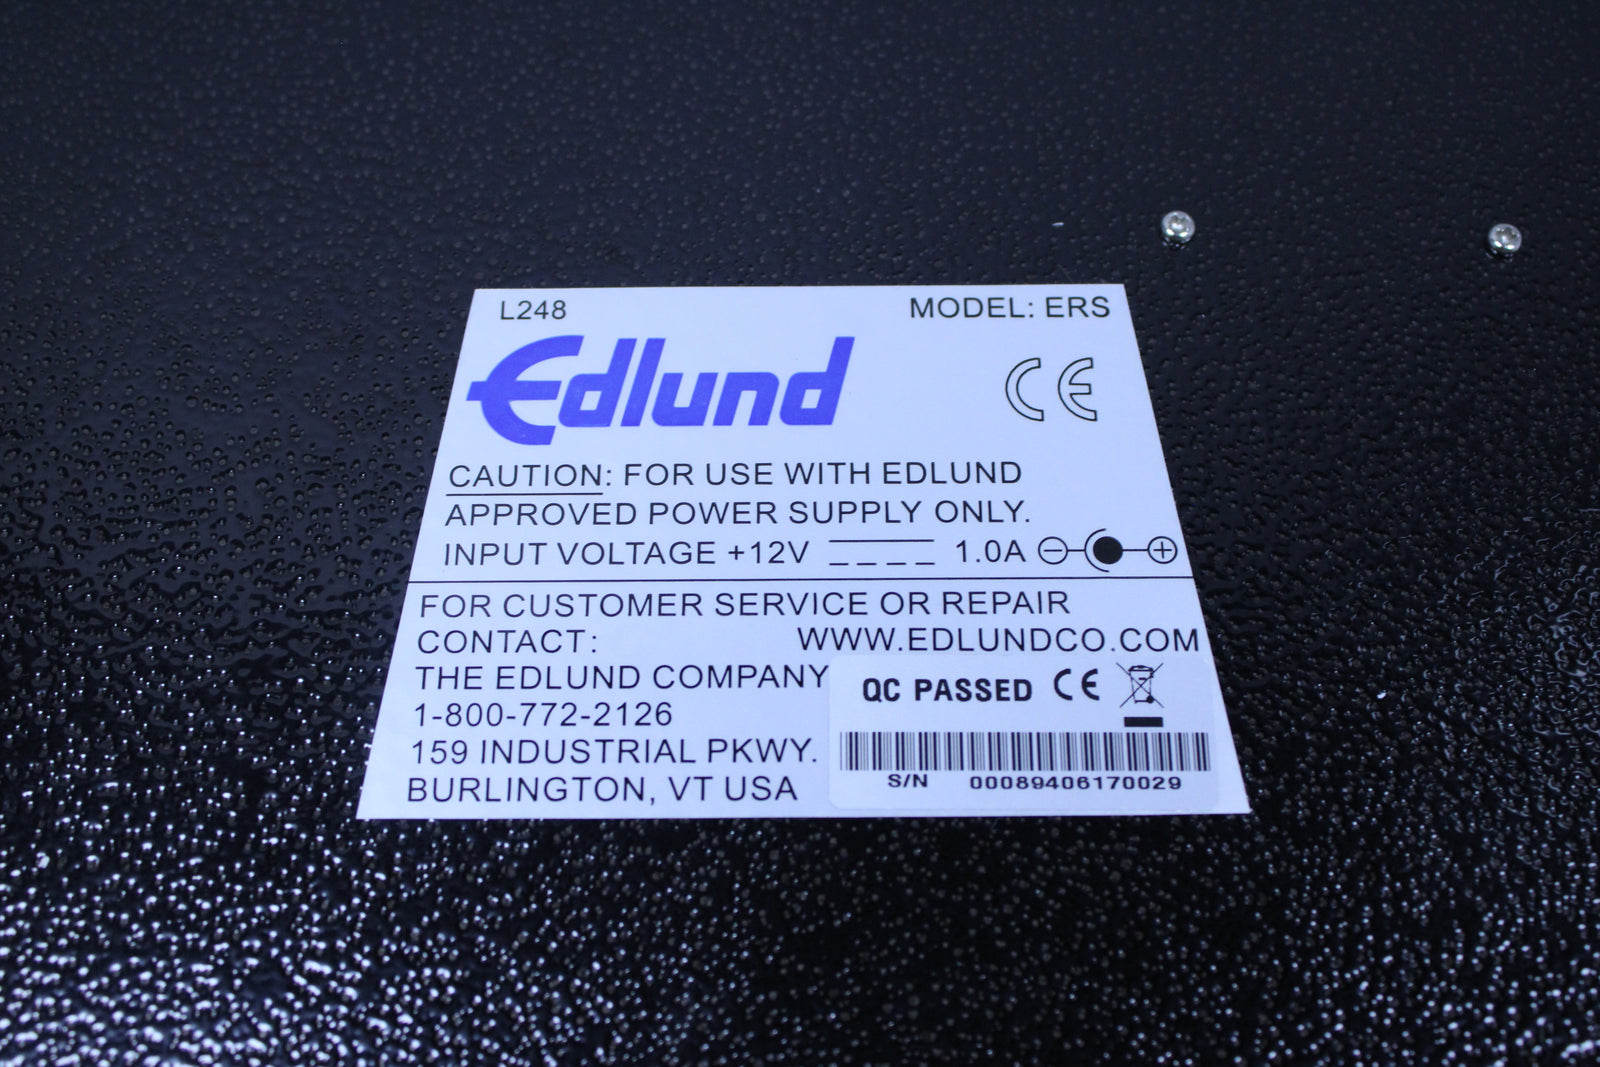 L248 MODEL: ERS
Edlund CE
CAUTION: FOR USE WITH EDLUND
APPROVED POWER SUPPLY ONLY.
INPUT VOLTAGE +12V 1.0A
FOR CUSTOMER SERVICE OR REPAIR
CONTACT: WWW.EDLUNDCO.COM
THE EDLUND COMPANY
1-800-772-2126
159 INDUSTRIAL PKWY.
BURLINGTON, VT USA
QC PASSED CE
S/N 00089406170029